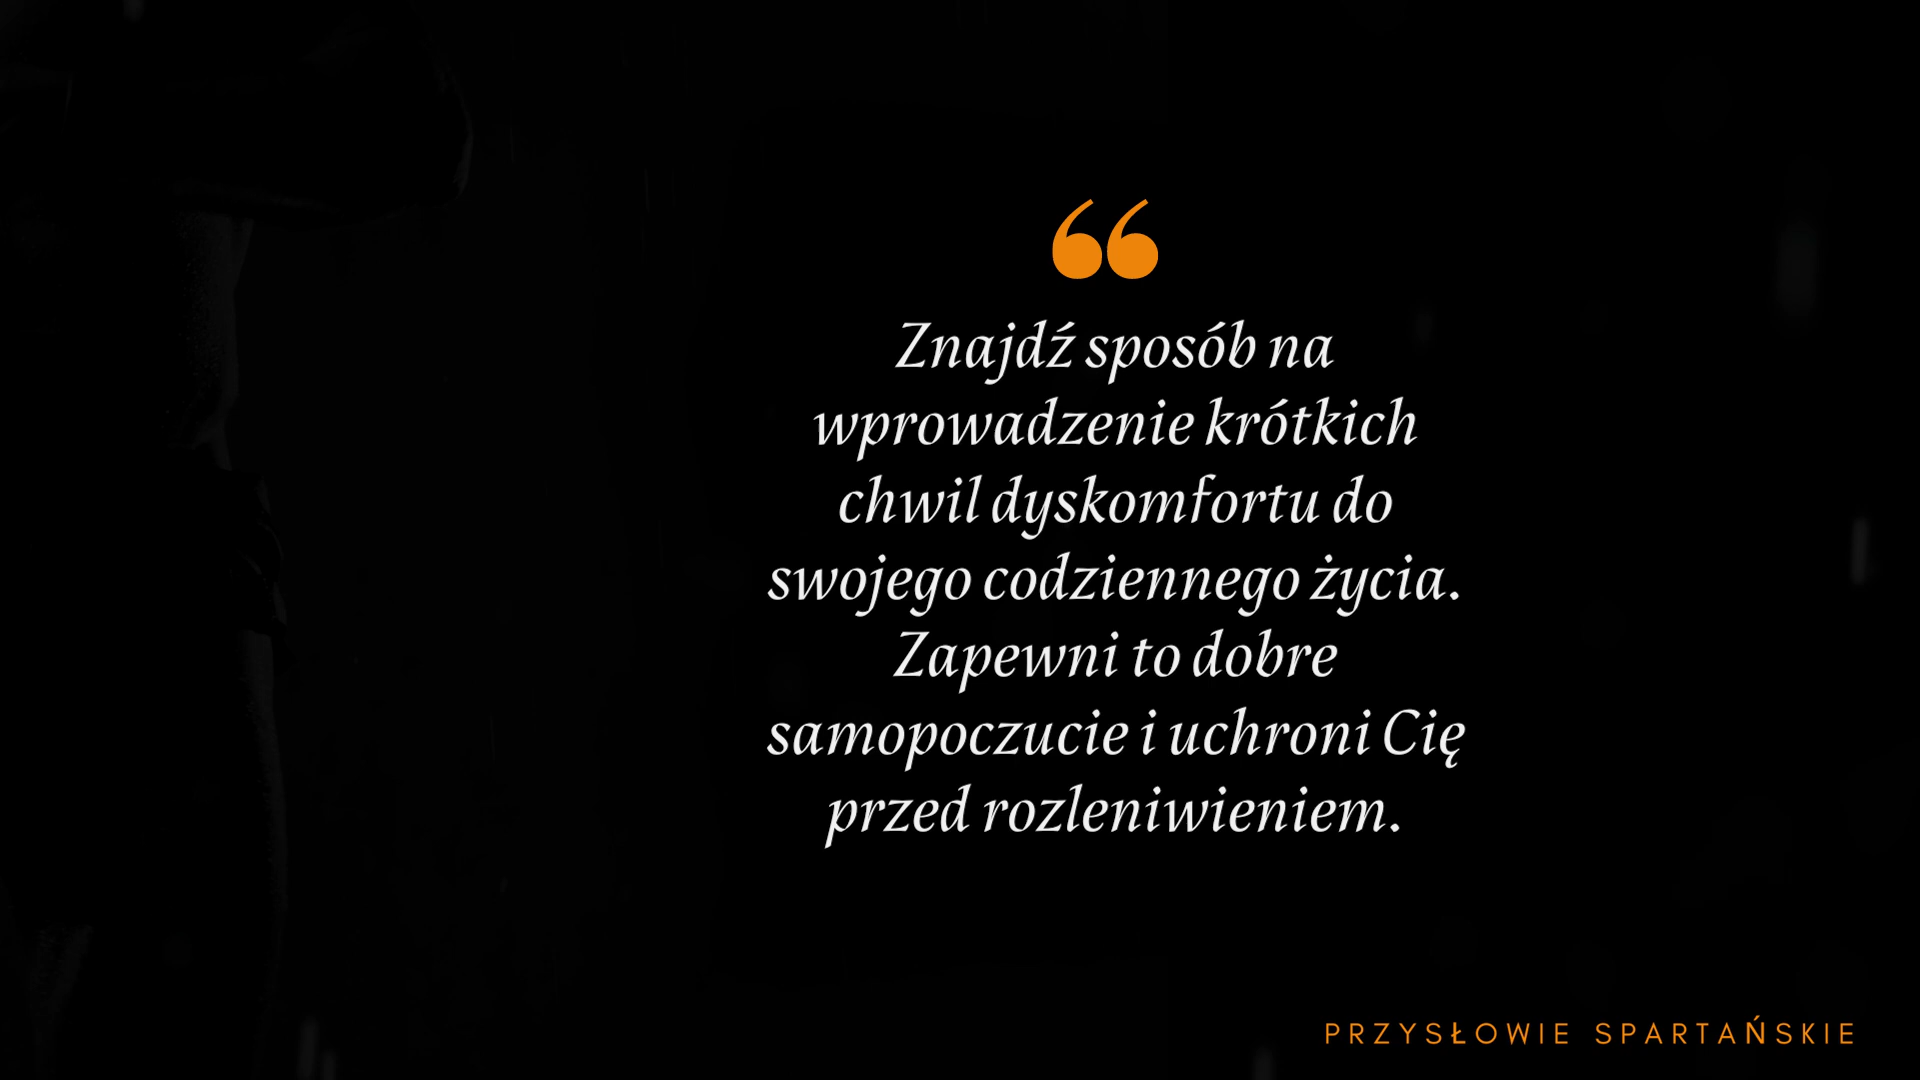 “
Znajdź sposób na
wprowadzenie krótkich
chwil dyskomfortu do
swojego codziennego życia.
Zapewni to dobre
samopoczucie i uchroni Cię
przed rozleniwieniem.
PRZYSŁOWIE SPARTAŃSKIE